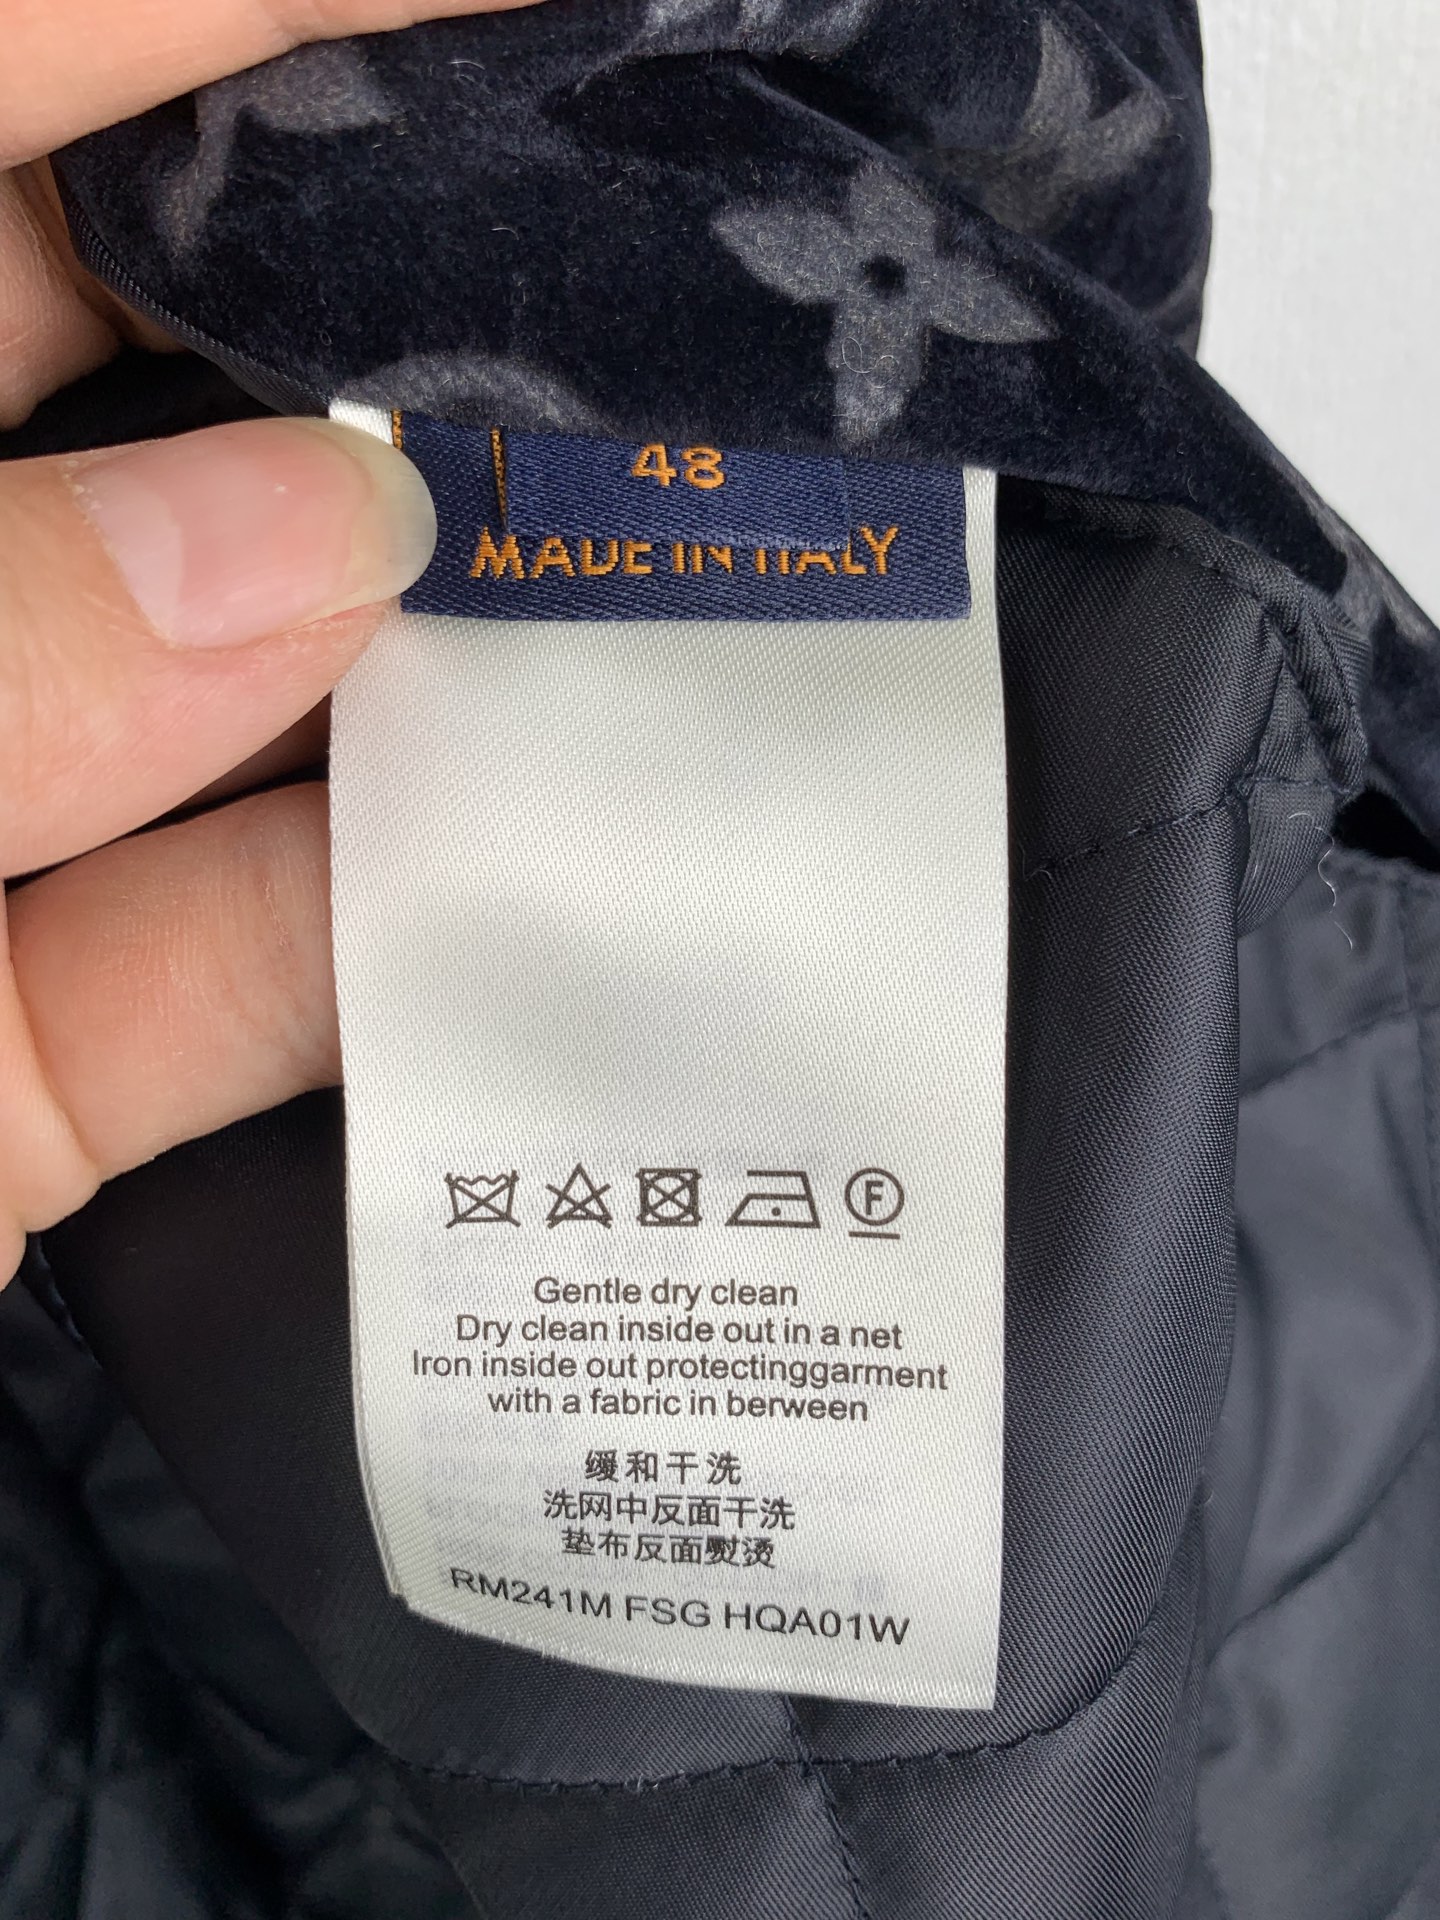 48
MADE IN ITALY
F
Gentle dry clean
Dry clean inside out in a net
Iron inside out protectinggarment
with a fabric in berween
缓和干洗
洗网中反面干洗
垫布反面熨烫
RM241M FSG HQA01W